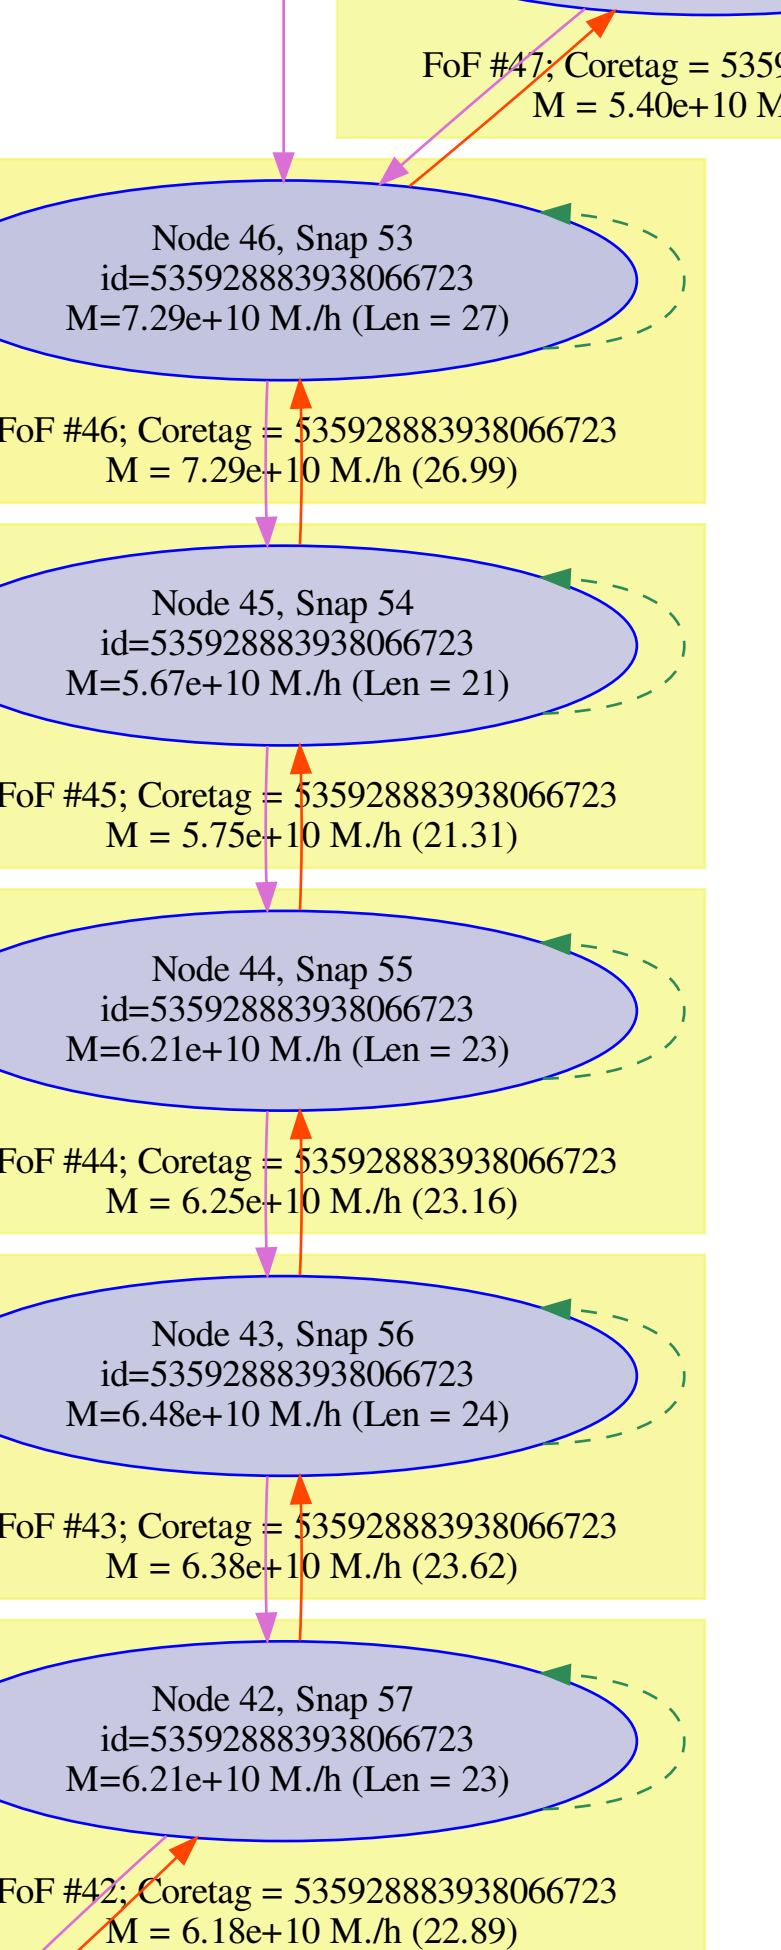 FoF #47; Coretag = 5359
M = 5.40e+10 M
Node 46, Snap 53
id=535928883938066723
M=7.29e+10 M./h (Len = 27)
FoF #46; Coretag = 535928883938066723
M = 7.29e+10 M./h (26.99)
Node 45, Snap 54
id=535928883938066723
M=5.67e+10 M./h (Len = 21)
FoF #45; Coretag = 535928883938066723
M = 5.75e+10 M./h (21.31)
Node 44, Snap 55
id=535928883938066723
M=6.21e+10 M./h (Len = 23)
FoF #44; Coretag = 535928883938066723
M = 6.25e+10 M./h (23.16)
Node 43, Snap 56
id=535928883938066723
M=6.48e+10 M./h (Len = 24)
FoF #43; Coretag = 535928883938066723
M = 6.38e+10 M./h (23.62)
Node 42, Snap 57
id=535928883938066723
M=6.21e+10 M./h (Len = 23)
FoF #42; Coretag = 535928883938066723
M = 6.18e+10 M./h (22.89)